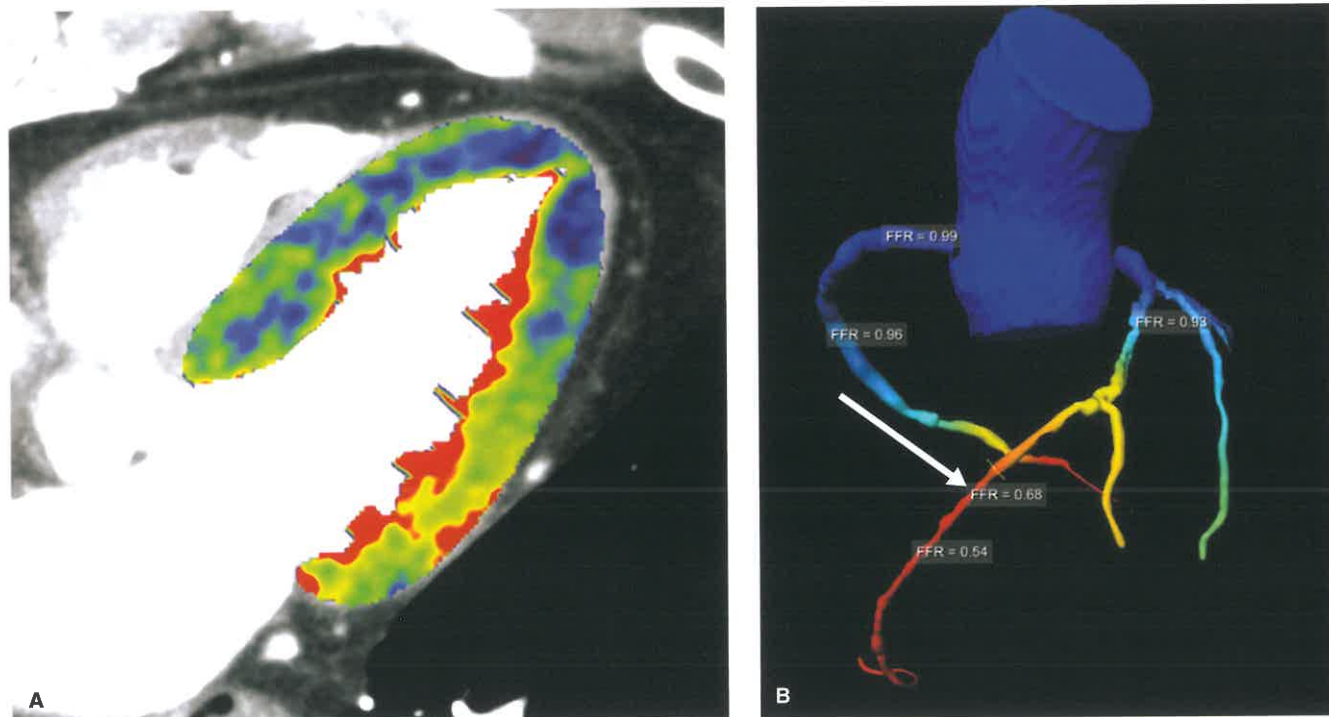 FFR = 0.99
FFR = 0.96
FFR = 0.93
FFR = 0.68
FFR = 0.54
A
B